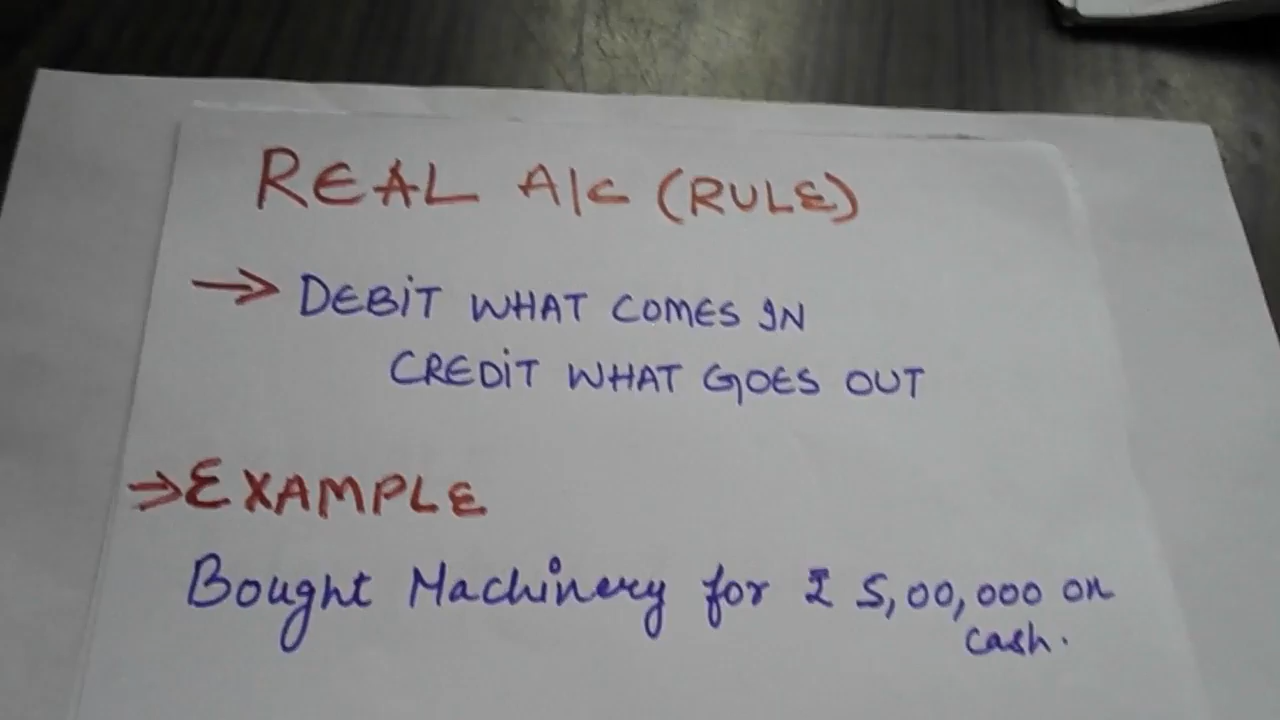 REAL A/C (RULE)
→ DEBIT WHAT COMES IN
CREDIT WHAT GOES OUT
⇒ EXAMPLE
Bought Machinery for ₹ 5,00,000 on
cash.